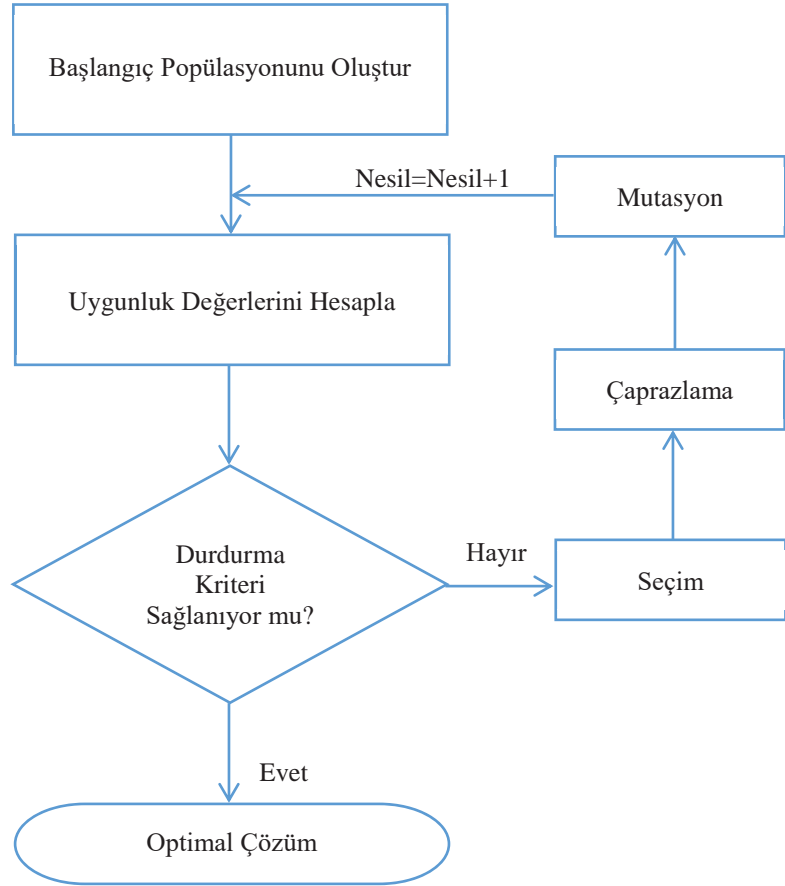 Başlangıç Popülasyonunu Oluştur
Nesil=Nesil+1
Mutasyon
Uygunluk Değerlerini Hesapla
Çaprazlama
Durdurma
Kriteri
Sağlanıyor mu?
Hayır
Seçim
Evet
Optimal Çözüm